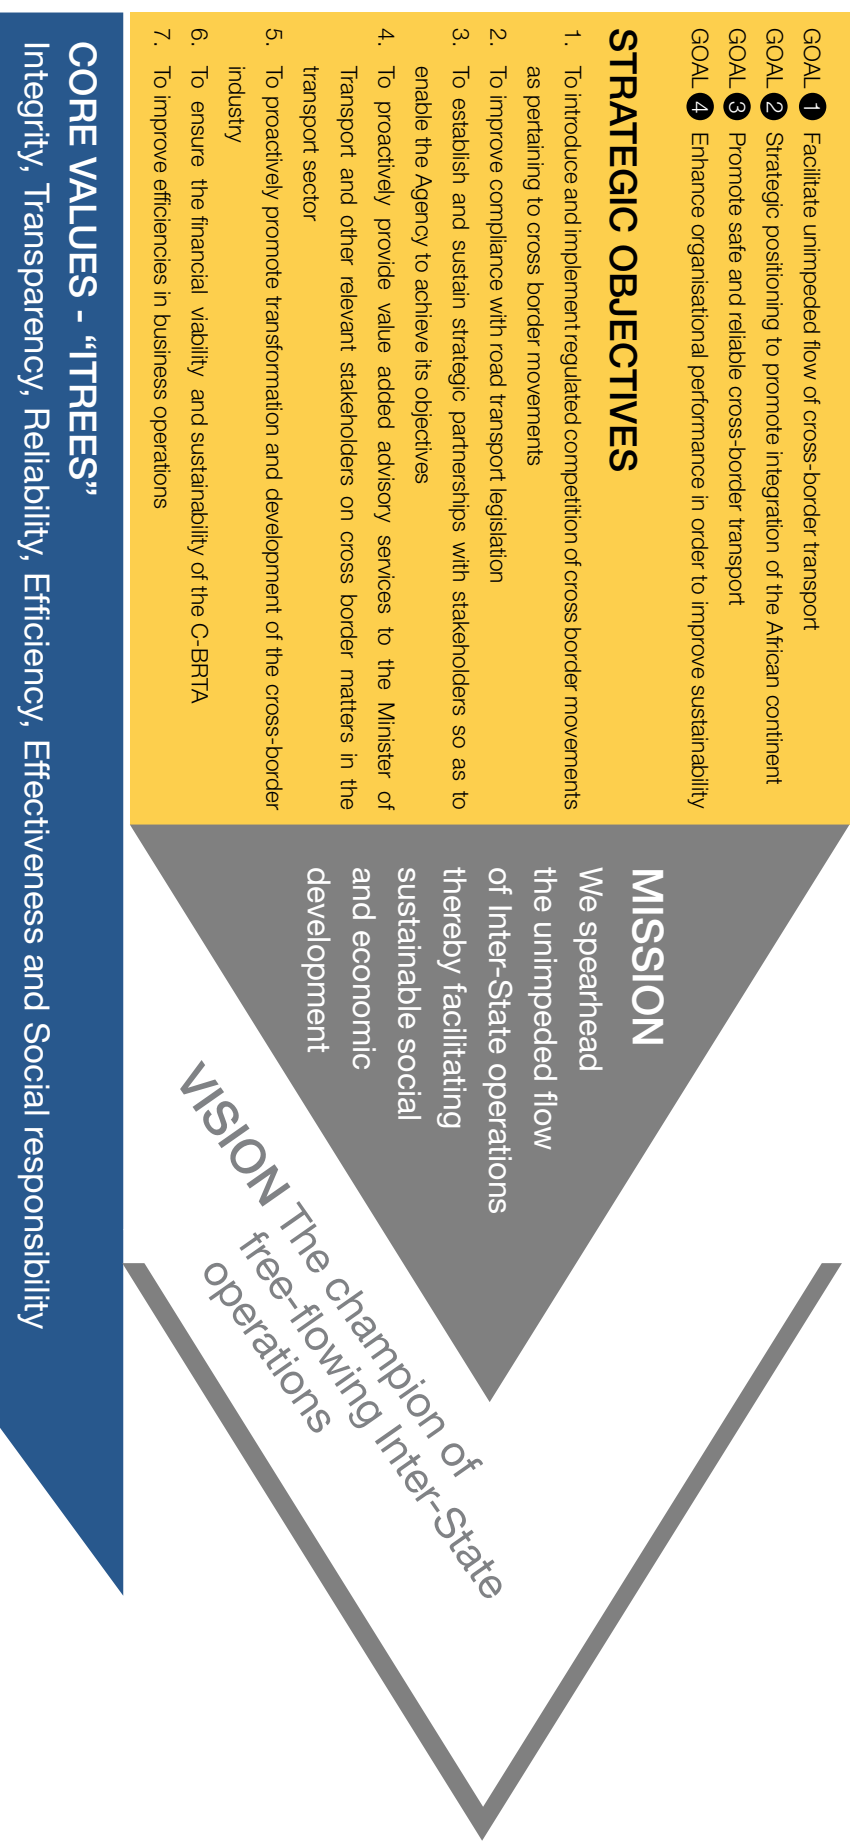 GOAL 1 Facilitate unimpeded flow of cross-border transport
GOAL 2 Strategic positioning to promote integration of the African continent
GOAL 3 Promote safe and reliable cross-border transport
GOAL 4 Enhance organisational performance in order to improve sustainability
STRATEGIC OBJECTIVES
1. To introduce and implement regulated competition of cross border movements
as pertaining to cross border movements
2. To improve compliance with road transport legislation
3. To establish and sustain strategic partnerships with stakeholders so as to
enable the Agency to achieve its objectives
4. To proactively provide value added advisory services to the Minister of
Transport and other relevant stakeholders on cross border matters in the
transport sector
5. To proactively promote transformation and development of the cross-border
industry
6. To ensure the financial viability and sustainability of the C-BRTA
7. To improve efficiencies in business operations
MISSION
We spearhead
the unimpeded flow
of Inter-State operations
thereby facilitating
sustainable social
and economic
development
VISION The champion of
free-flowing Inter-State
operations
CORE VALUES - “ITREES”
Integrity, Transparency, Reliability, Efficiency, Effectiveness and Social responsibility